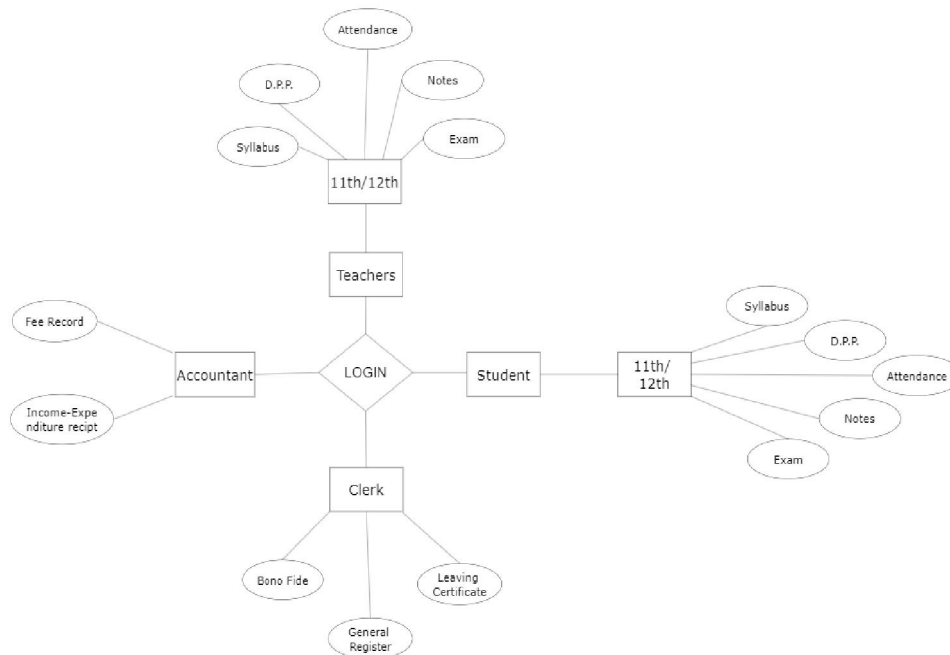 Attendance
D.P.P.
Notes
Syllabus
Exam
11th/12th
Teachers
Fee Record
Accountant
Income-Expe
nditure recipt
LOGIN
Student
11th/
12th
Syllabus
D.P.P.
Attendance
Notes
Exam
Clerk
Bono Fide
General
Register
Leaving
Certificate